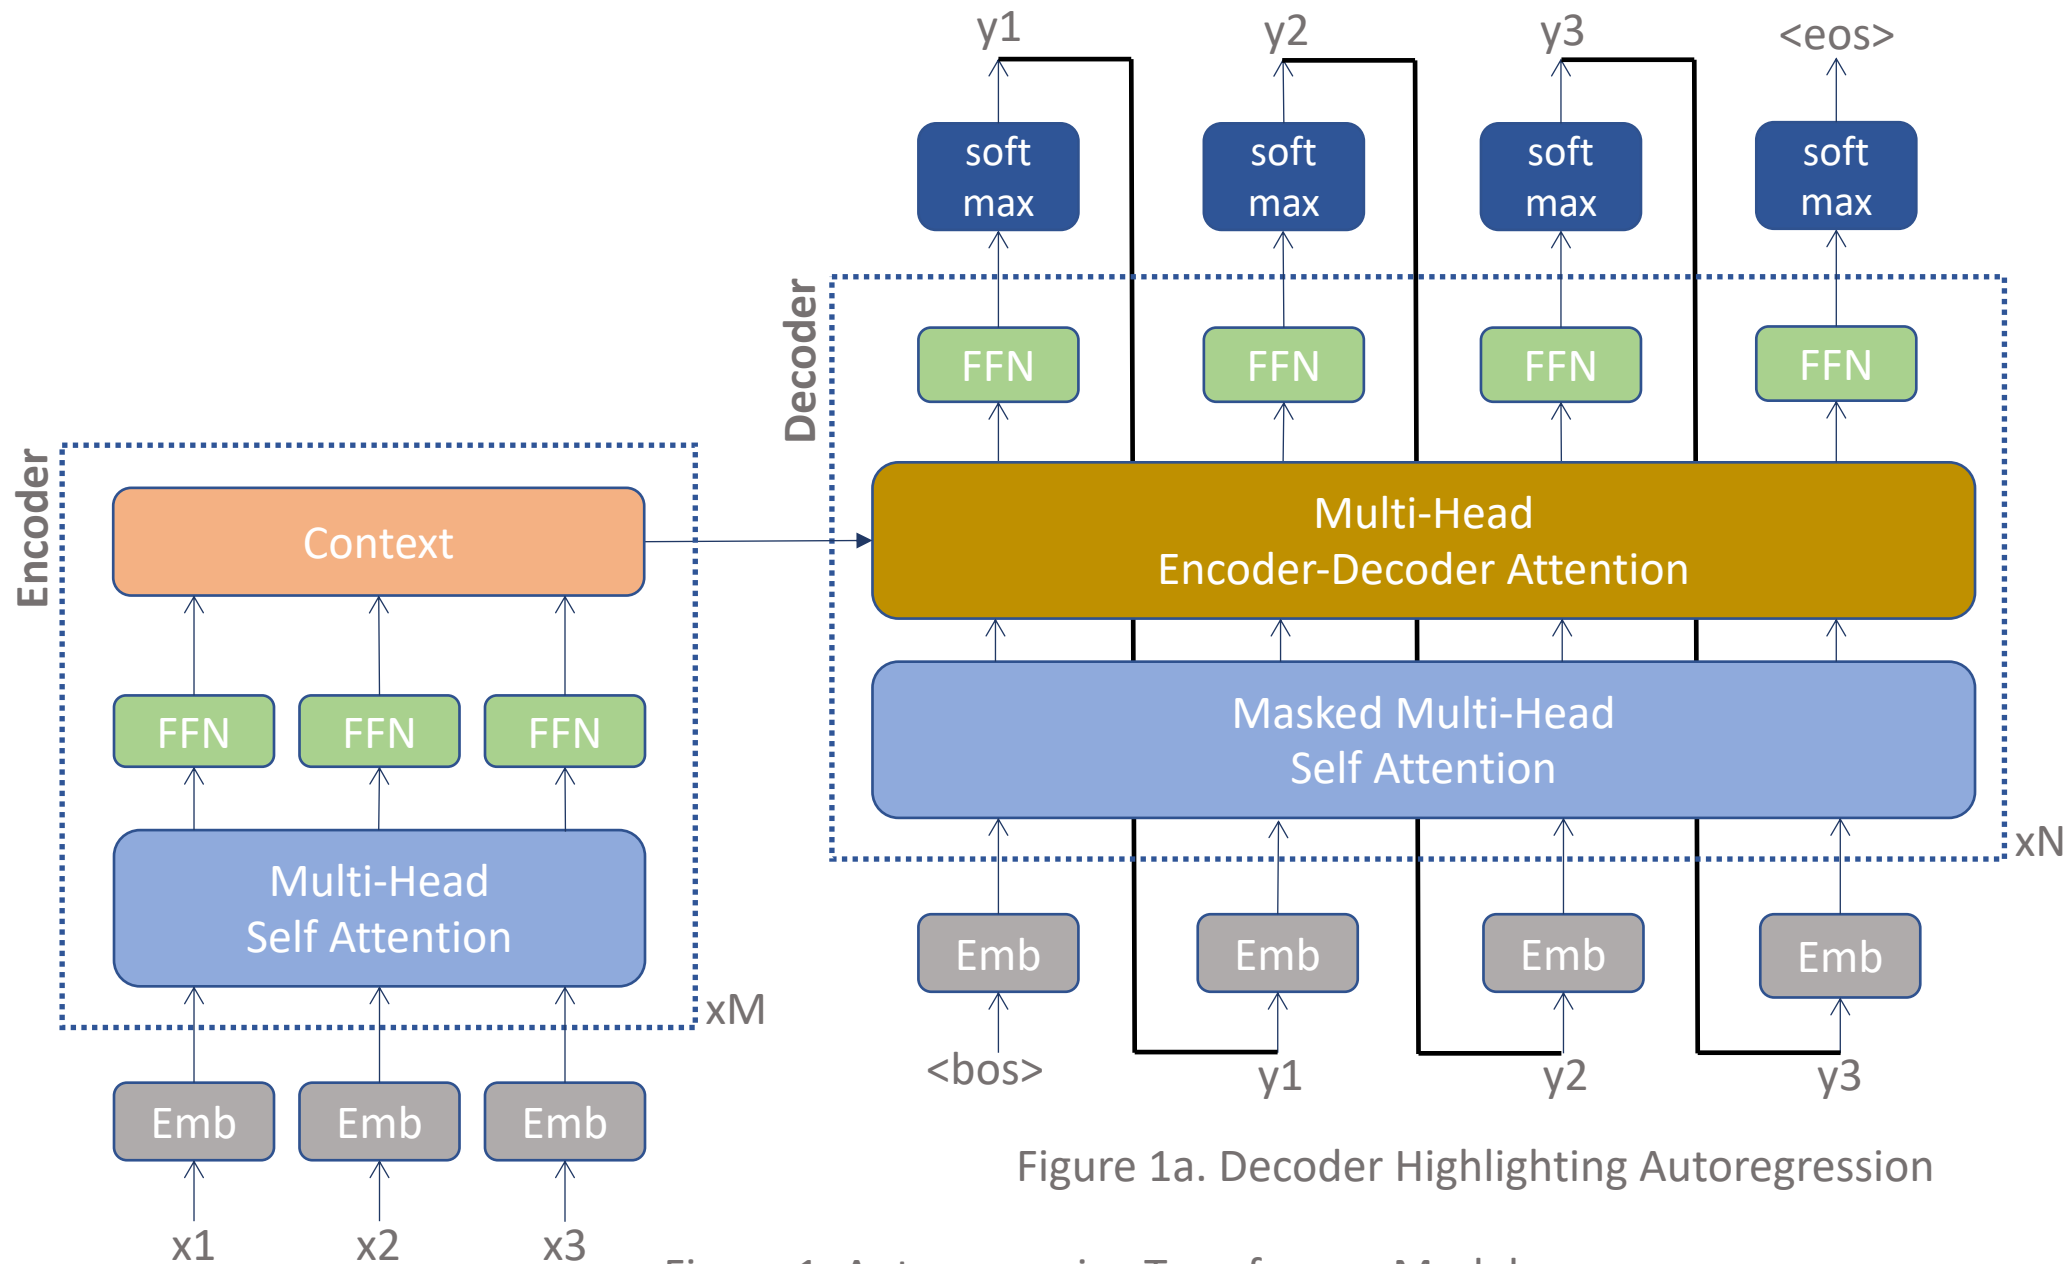 y1
y2
y3
<eos>
soft
max
soft
max
soft
max
soft
max
Decoder
FFN
FFN
FFN
FFN
Encoder
Context
Multi-Head
Encoder-Decoder Attention
FFN
FFN
FFN
Masked Multi-Head
Self Attention
xN
Multi-Head
Self Attention
xM
Emb
Emb
Emb
Emb
<bos>
y1
y2
y3
Emb
Emb
Emb
Figure 1a. Decoder Highlighting Autoregression
x1
x2
x3